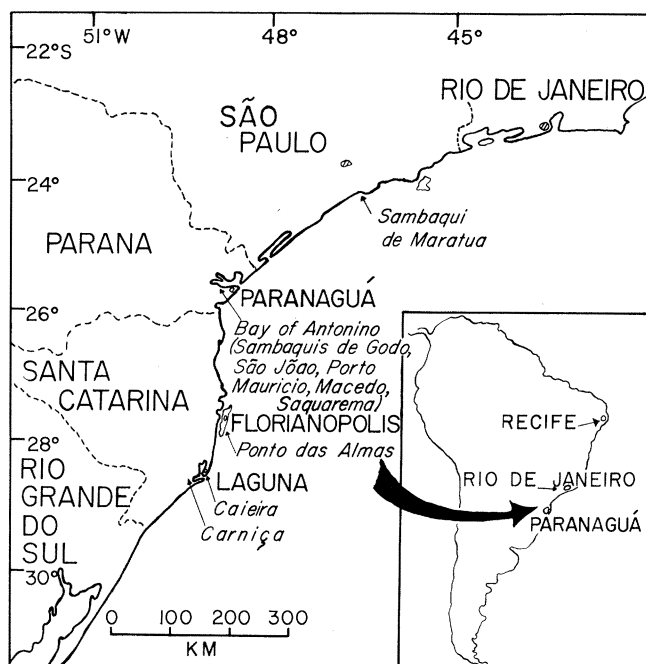 51°W
48°
45°
22°S
RIO DE JANEIRO
SÃO
PAULO
24°
Sambaqui
de Maratua
PARANA
PARANAGUÁ
26°
Bay of Antonino
(Sambaquis de Godo,
São Jõao, Porto
Mauricio, Macedo,
Saquarema)
SANTA
CATARINA
FLORIANOPOLIS
Ponto das Almas
28°
RIO
GRANDE
DO
SUL
LAGUNA
Caieira
Carniça
30°
0 100 200 300
KM
RECIFE
RIO DE JANEIRO
PARANAGUÁ